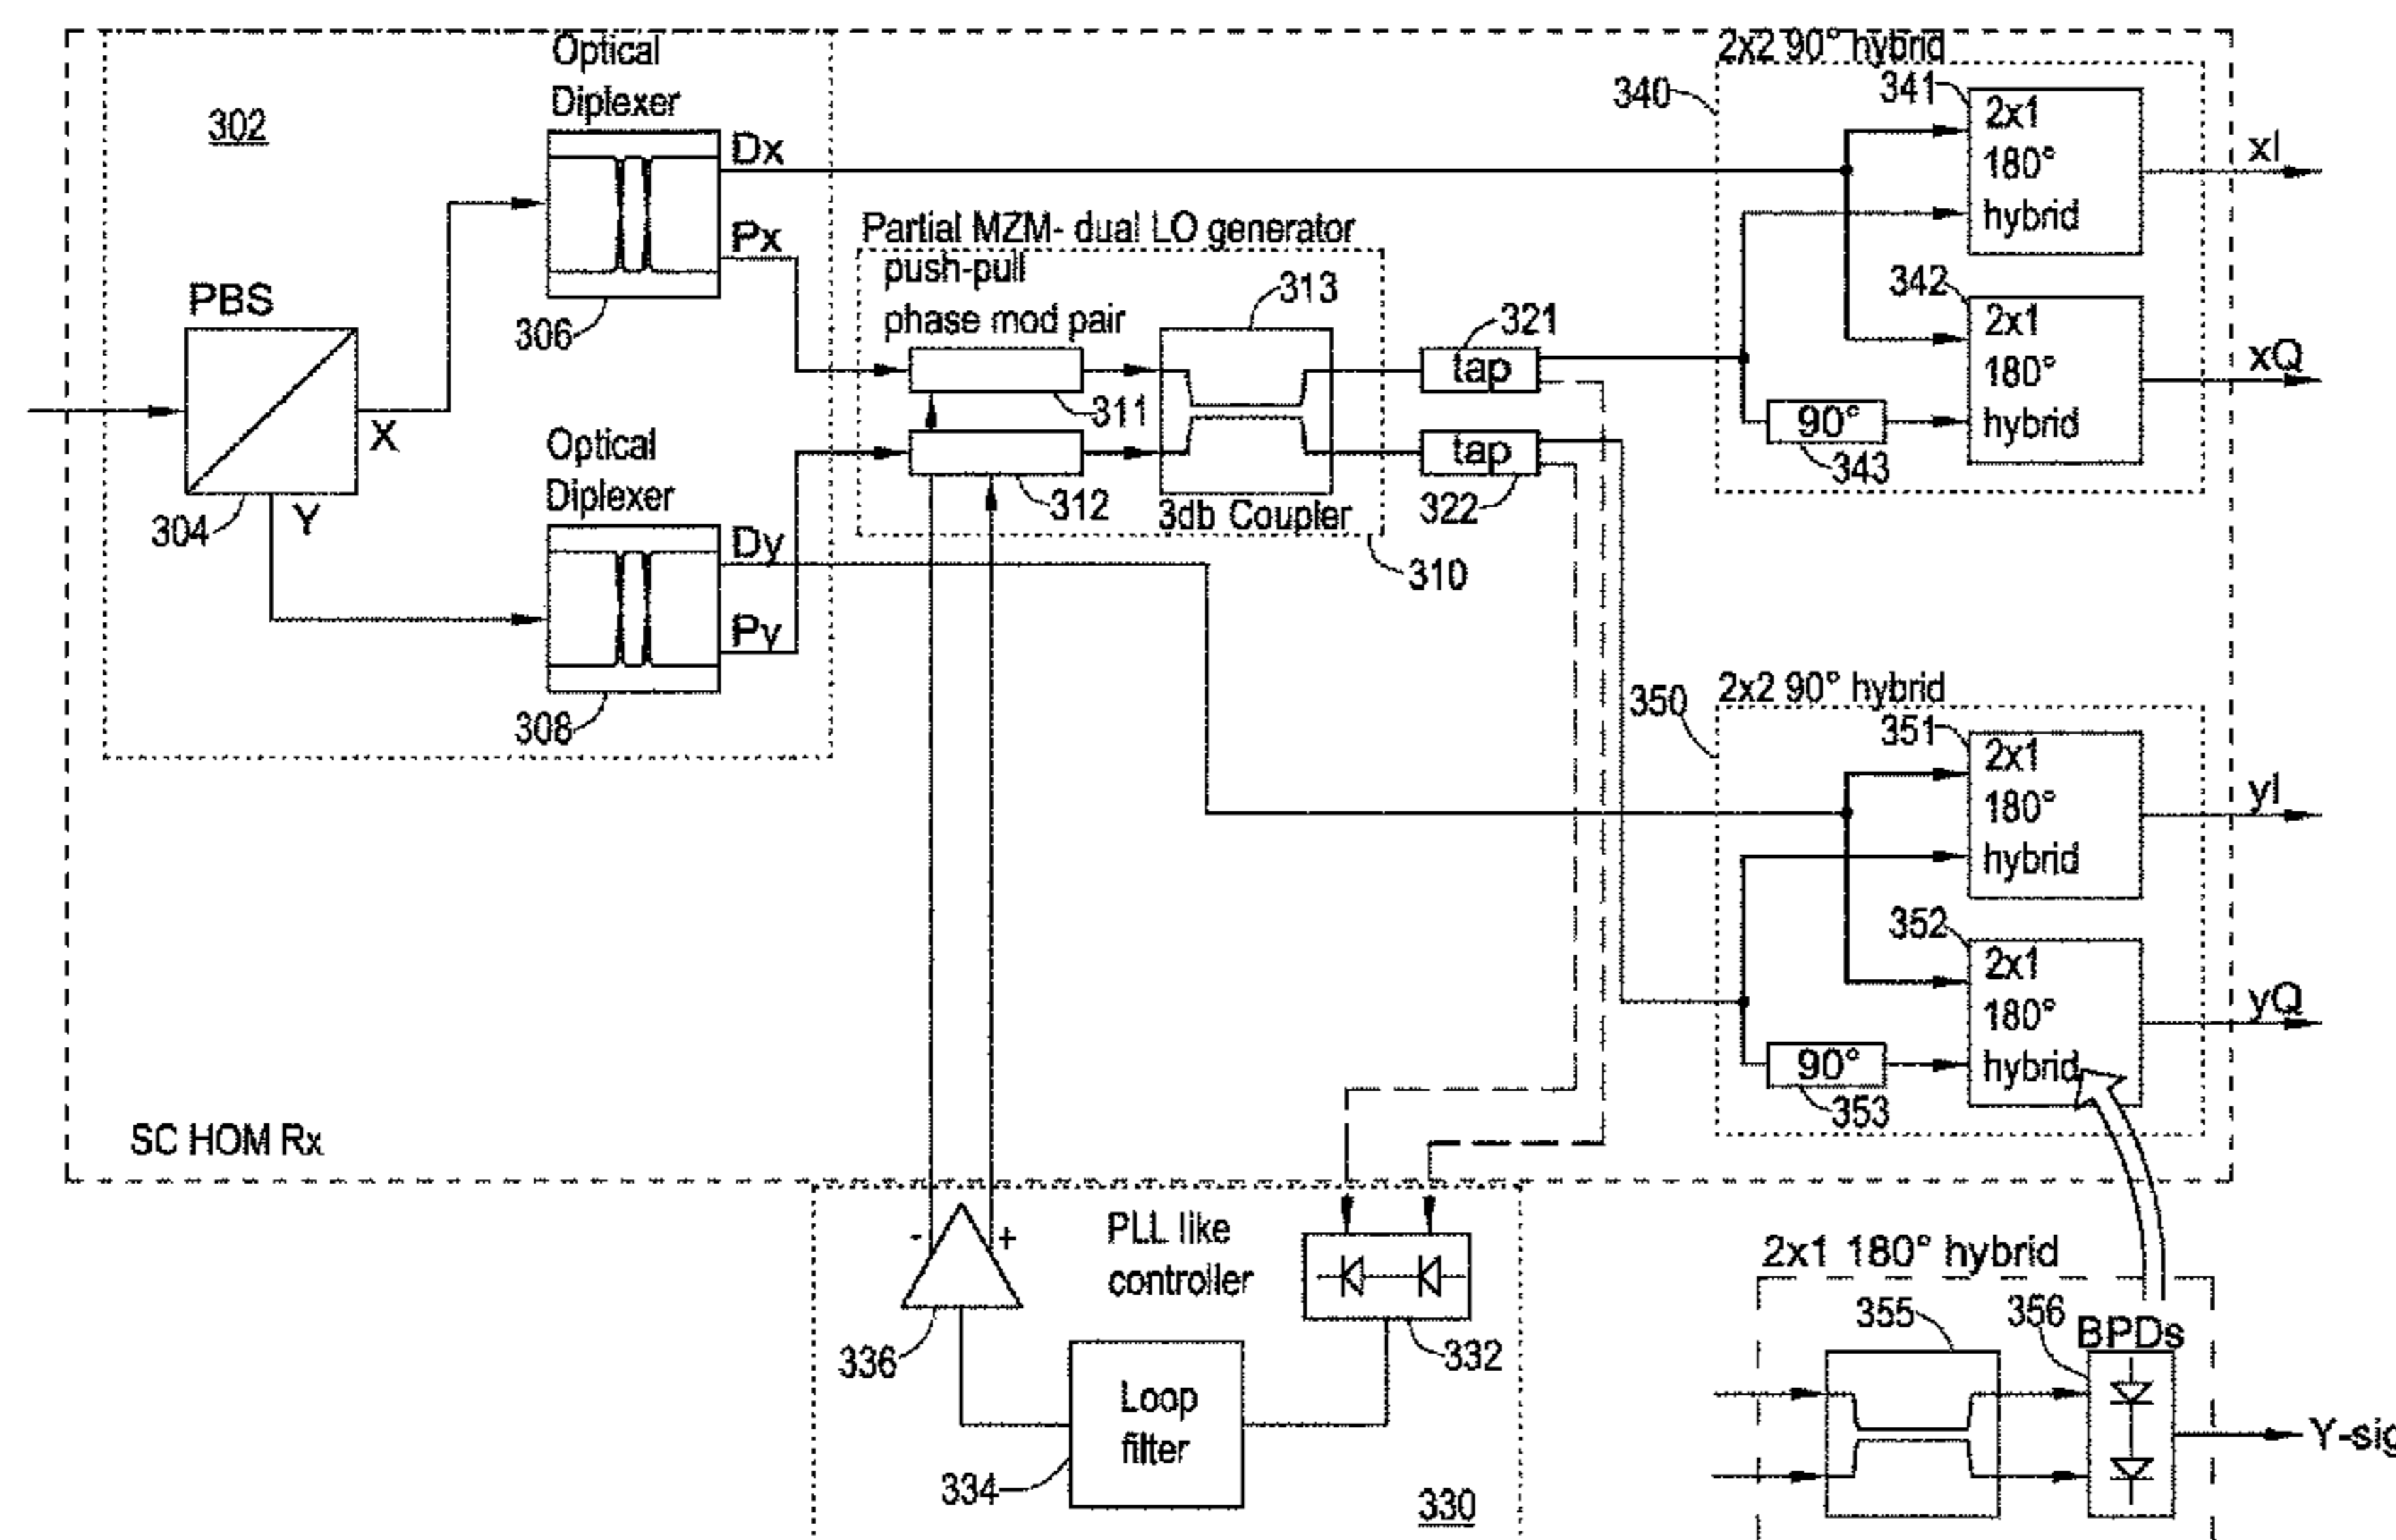 Optical
Diplexer
302
Dx
Px
306
PBS
X
Y
304
Optical
Diplexer
Dy
Py
308
Partial MZM- dual LO generator
push-pull
phase mod pair
311
312
313
3db Coupler
310
321
tap
tap
322
2x2 90° hybrid
340
341
2x1
180°
hybrid
xI
342
2x1
180°
hybrid
xQ
90°
343
2x2 90° hybrid
350
351
2x1
180°
hybrid
yI
352
2x1
180°
hybrid
yQ
90°
353
SC HOM Rx
-
+
336
PLL like
controller
332
Loop
filter
334
330
2x1 180° hybrid
355
356
BPDs
Y-sig